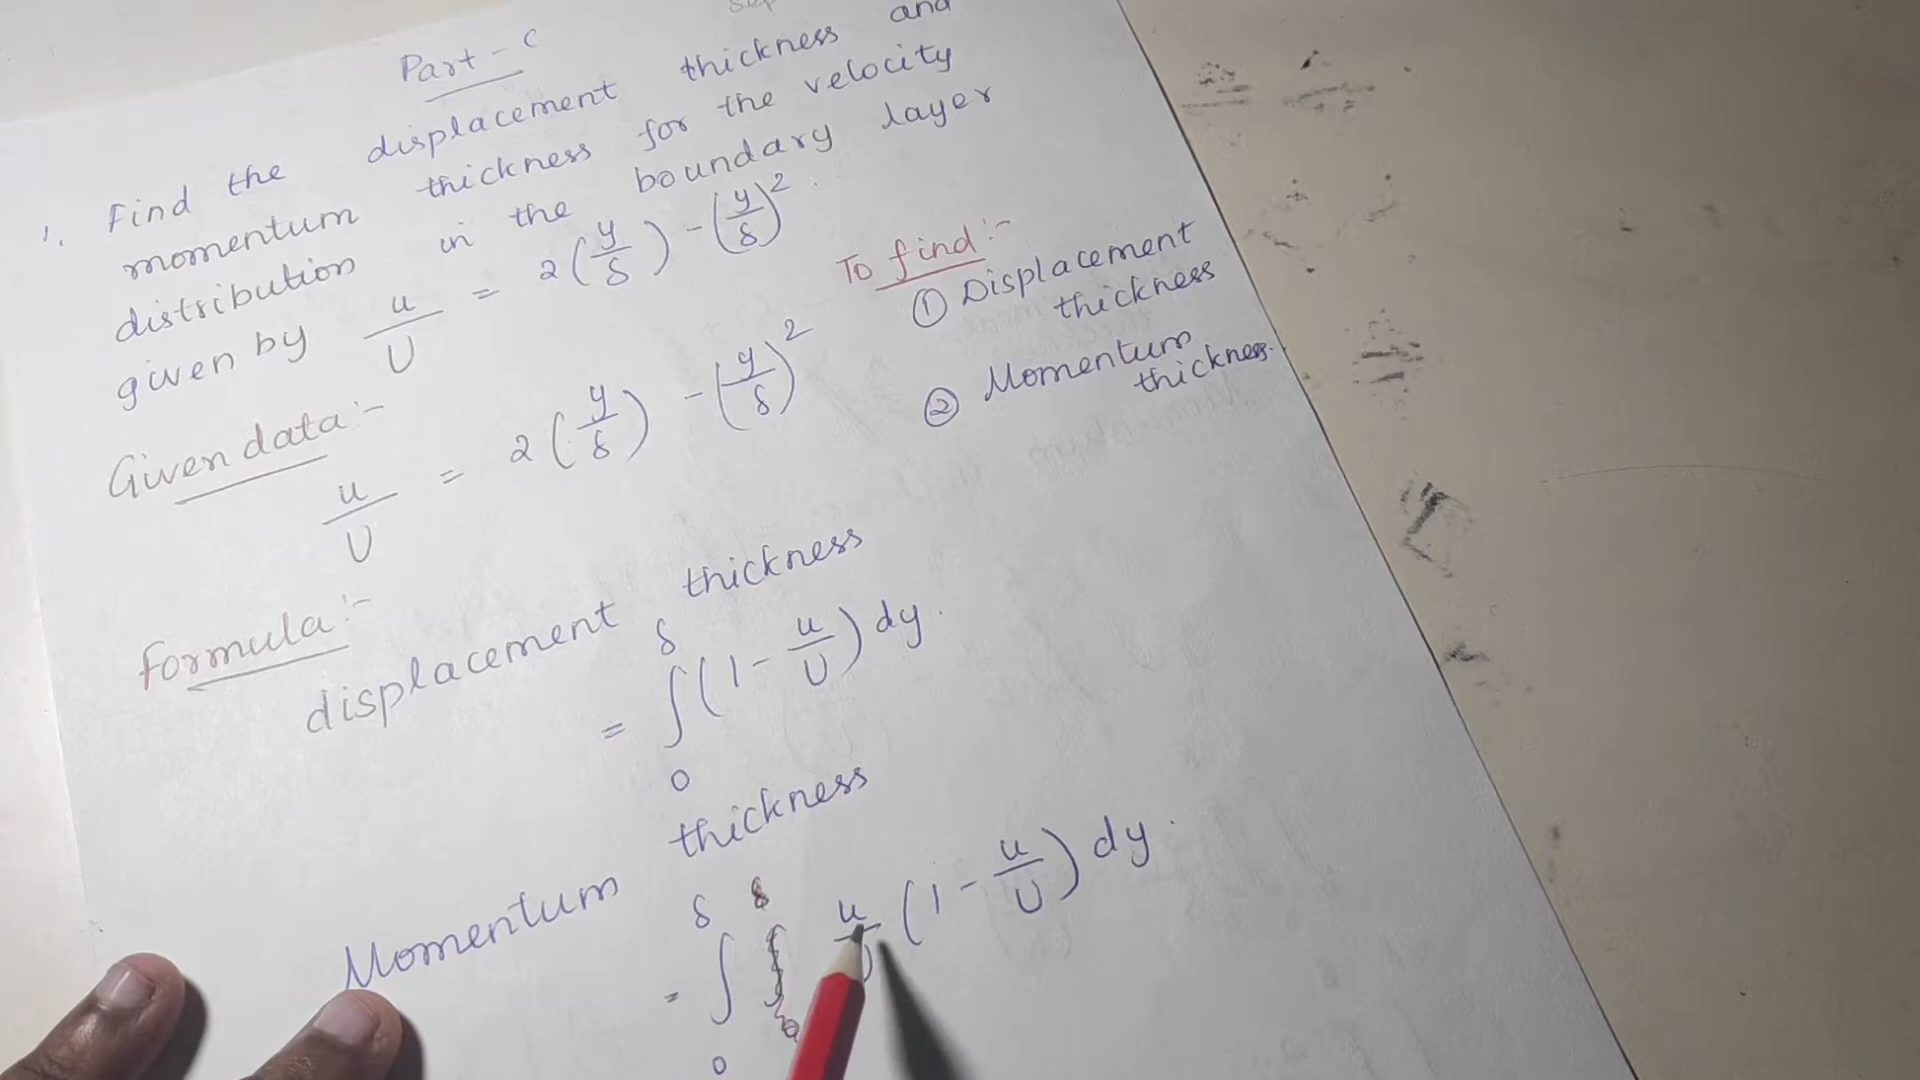 Part - C
1. Find the displacement thickness and
momentum thickness for the velocity
distribution in the boundary layer
given by u/U = 2(y/δ) - (y/δ)².
Given data:-
u/U = 2(y/δ) - (y/δ)²
To find:-
① Displacement
thickness
② Momentum
thickness.
Formula:-
displacement thickness
= ∫₀^δ (1 - u/U) dy.
Momentum thickness
= ∫₀^δ u/U (1 - u/U) dy.